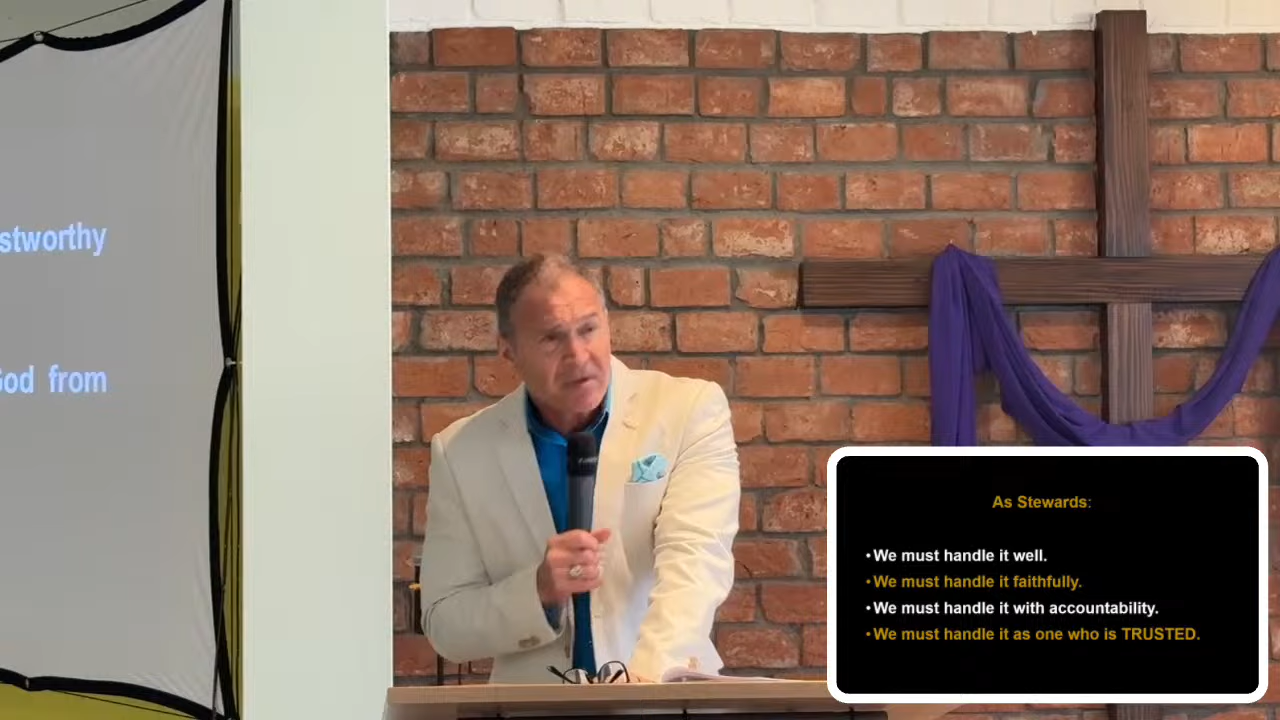 stworthy
God from
As Stewards:
•We must handle it well.
•We must handle it faithfully.
•We must handle it with accountability.
•We must handle it as one who is TRUSTED.